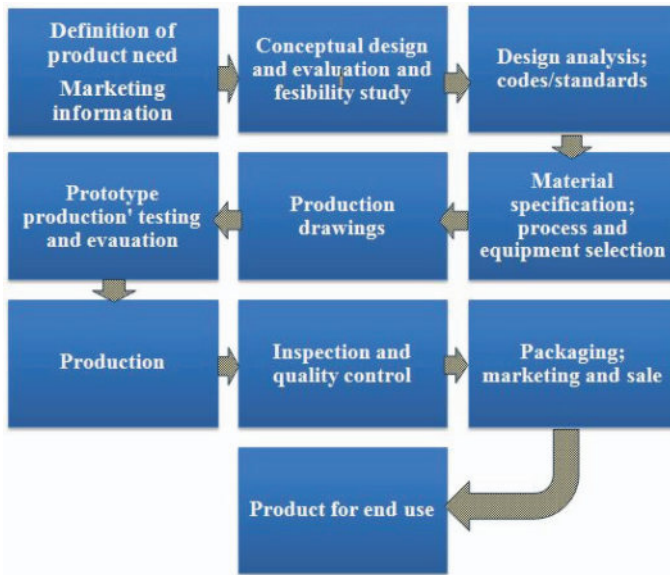 Definition of
product need
Marketing
information
Conceptual design
and evaluation and
fesibility study
Design analysis;
codes/standards
Prototype
production' testing
and evauation
Production
drawings
Material
specification;
process and
equipment selection
Production
Inspection and
quality control
Packaging;
marketing and sale
Product for end use